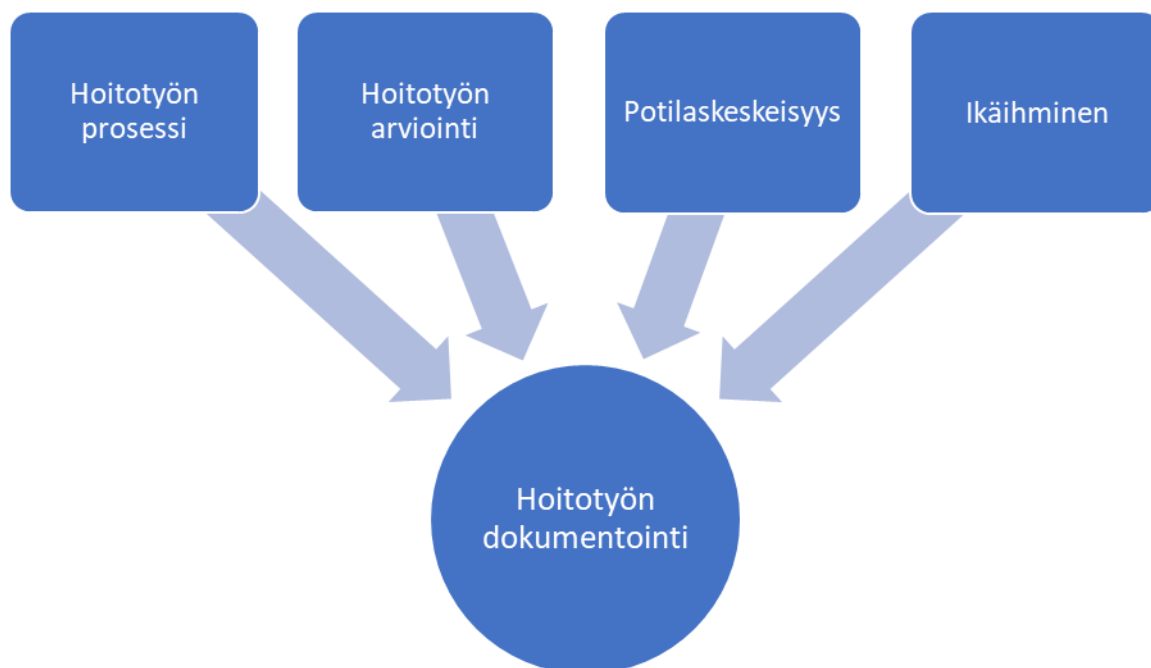 Hoitotyön
prosessi
Hoitotyön
arviointi
Potilaskeskeisyys
Ikäihminen
Hoitotyön
dokumentointi